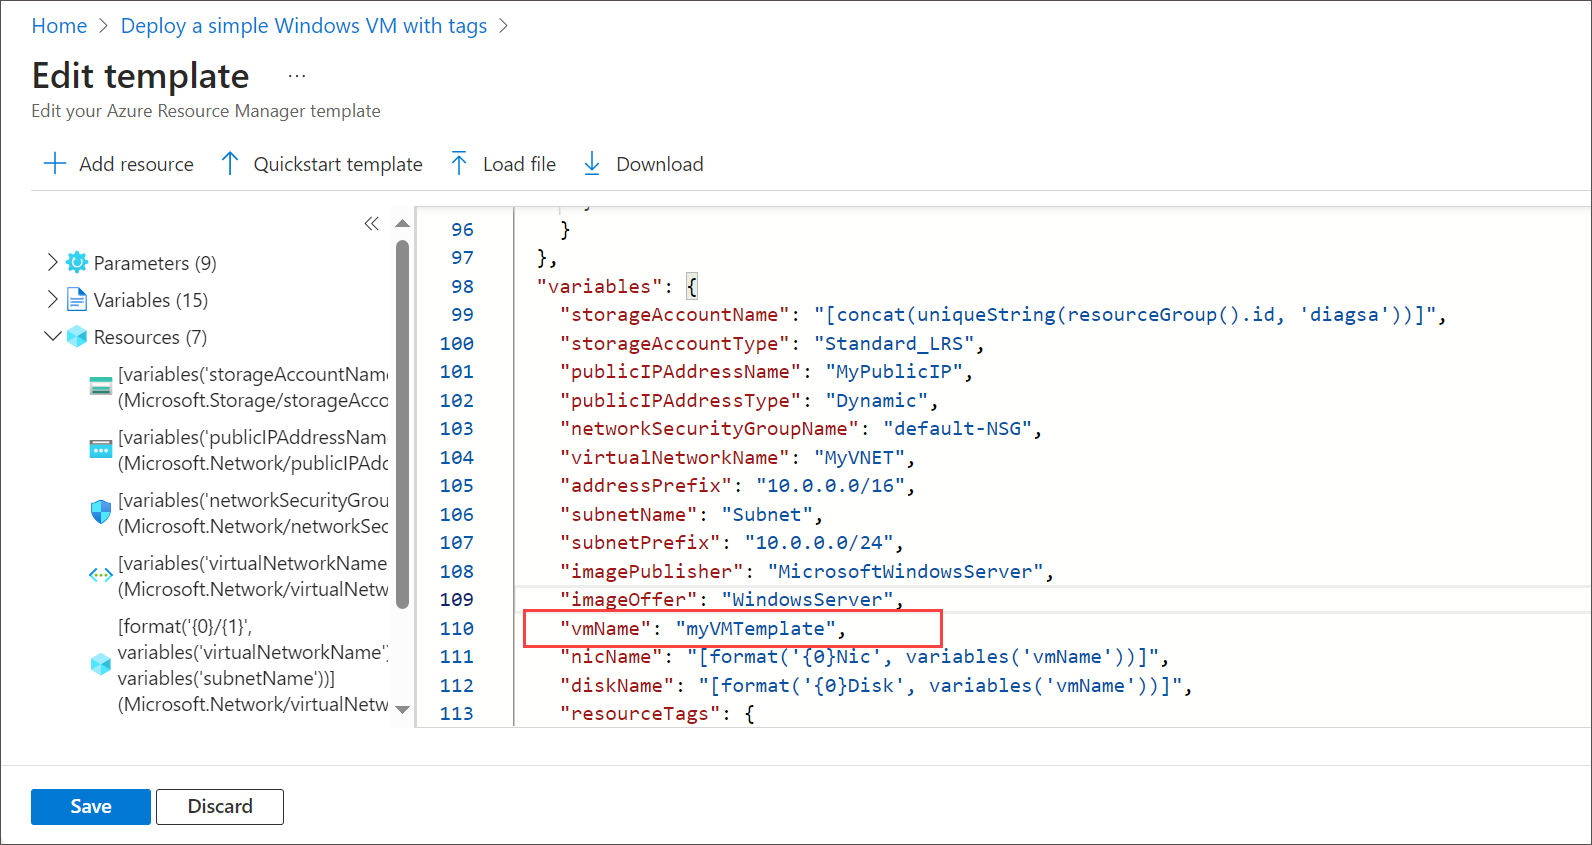 Home > Deploy a simple Windows VM with tags >
Edit template ...
Edit your Azure Resource Manager template
Add resource Quickstart template Load file Download
Parameters (9)
Variables (15)
Resources (7)
[variables('storageAccountName
(Microsoft.Storage/storageAcco
[variables('publicIPAddressNam
(Microsoft.Network/publicIPAdd
[variables('networkSecurityGrou
(Microsoft.Network/networkSec
[variables('virtualNetworkName
(Microsoft.Network/virtualNetw
[format('{0}/{1}',
variables('virtualNetworkName')
variables('subnetName'))]
(Microsoft.Network/virtualNetw
96 }
97 },
98 "variables": {
99 "storageAccountName": "[concat(uniqueString(resourceGroup().id, 'diagsa'))]",
100 "storageAccountType": "Standard_LRS",
101 "publicIPAddressName": "MyPublicIP",
102 "publicIPAddressType": "Dynamic",
103 "networkSecurityGroupName": "default-NSG",
104 "virtualNetworkName": "MyVNET",
105 "addressPrefix": "10.0.0.0/16",
106 "subnetName": "Subnet",
107 "subnetPrefix": "10.0.0.0/24",
108 "imagePublisher": "MicrosoftWindowsServer",
109 "imageOffer": "WindowsServer",
110 "vmName": "myVMTemplate",
111 "nicName": "[format('{0}Nic', variables('vmName'))]",
112 "diskName": "[format('{0}Disk', variables('vmName'))]",
113 "resourceTags": {
Save Discard